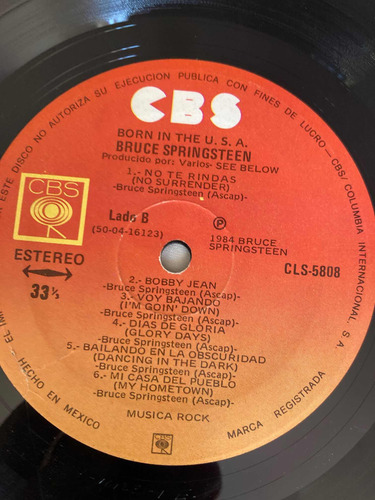 A ESTE DISCO NO AUTORIZA SU EJECUCION PUBLICA CON FINES DE LUCRO-CBS/ COLUMBIA INTERNACIONAL, S A
CBS
BORN IN THE U. S. A.
BRUCE SPRINGSTEEN
Producido por: Varios- SEE BELOW
1.- NO TE RINDAS
(NO SURRENDER)
-Bruce Springsteen (Ascap)-
CBS
Lado B
(SO-04-16123)
P
1984 BRUCE
SPRINGSTEEN
ESTEREO
33⅓
CLS-5808
2.- BOBBY JEAN
-Bruce Springsteen (Ascap)-
3.- VOY BAJANDO
(I'M GOIN' DOWN)
-Bruce Springsteen (Ascap)-
4.- DIAS DE GLORIA
(GLORY DAYS)
-Bruce Springsteen (Ascap)-
5.- BAILANDO EN LA OBSCURIDAD
(DANCING IN THE DARK)
-Bruce Springsteen (Ascap)-
6.- MI CASA DEL PUEBLO
(MY HOMETOWN)
-Bruce Springsteen (Ascap)-
MUSICA ROCK
EL IM
HECHO EN MEXICO
CBS
MARCA REGISTRADA